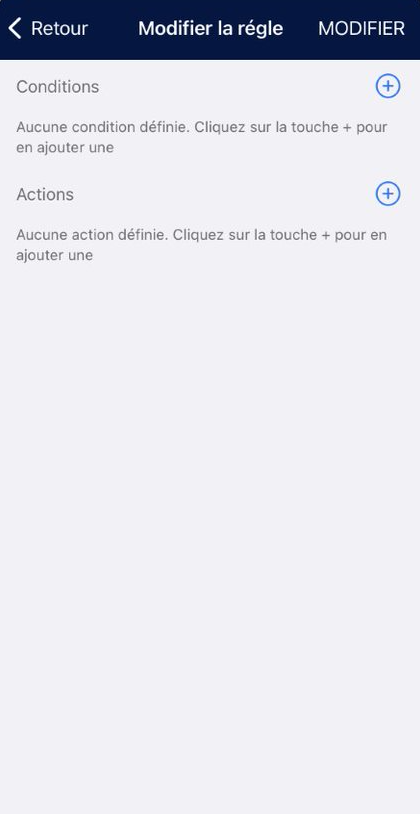 Retour Modifier la régle MODIFIER
Conditions
Aucune condition définie. Cliquez sur la touche + pour
en ajouter une
Actions
Aucune action définie. Cliquez sur la touche + pour en
ajouter une